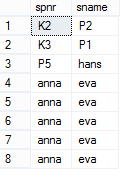 spnr sname
1 K2 P2
2 K3 P1
3 P5 hans
4 anna eva
5 anna eva
6 anna eva
7 anna eva
8 anna eva